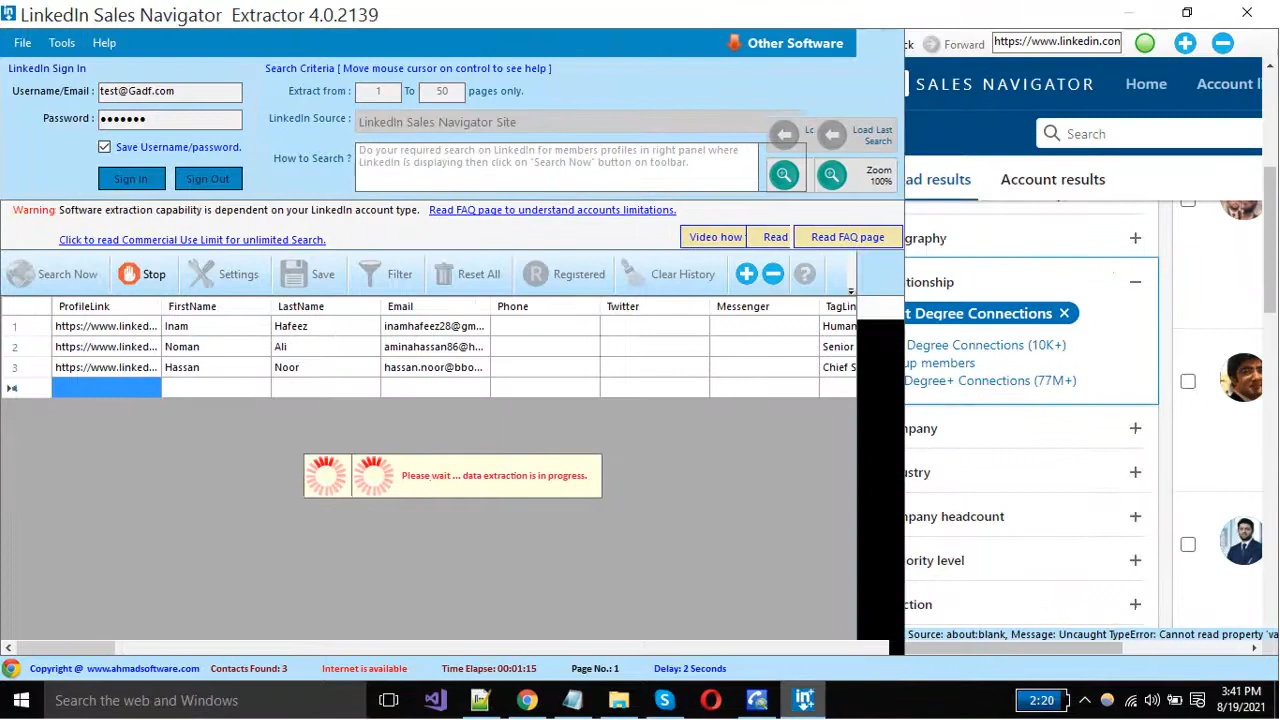 LinkedIn Sales Navigator Extractor 4.0.2139
File Tools Help
Other Software
ck Forward https://www.linkedin.con
LinkedIn Sign In
Username/Email : test@Gadf.com
Password :
Save Username/password.
Sign In Sign Out
Search Criteria [ Move mouse cursor on control to see help ]
Extract from : 1 To 50 pages only.
LinkedIn Source : LinkedIn Sales Navigator Site
How to Search ? Do your required search on LinkedIn for members profiles in right panel where
LinkedIn is displaying then click on 'Search Now' button on toolbar.
Lc Load Last
Search
Zoom
100%
Warning: Software extraction capability is dependent on your LinkedIn account type. Read FAQ page to understand accounts limitations.
Click to read Commercial Use Limit for unlimited Search.
Video how Read Read FAQ page
Search Now Stop Settings Save Filter Reset All Registered Clear History
ProfileLink FirstName LastName Email Phone Twitter Messenger TagLin
1 https://www.linked... Inam Hafeez inamhafeez28@gm... Human
2 https://www.linked... Noman Ali aminahassan86@h... Senior
3 https://www.linked... Hassan Noor hassan.noor@bbo... Chief S
4
Please wait ... data extraction is in progress.
SALES NAVIGATOR Home Account li
Search
ad results Account results
ography
tionship
t Degree Connections
Degree Connections (10K+)
up members
Degree+ Connections (77M+)
mpany
ustry
mpany headcount
iority level
ction
Source: about:blank, Message: Uncaught TypeError: Cannot read property 'va
Copyright @ www.ahmadsoftware.com Contacts Found: 3 Internet is available Time Elapse: 00:01:15 Page No.: 1 Delay: 2 Seconds
Search the web and Windows
2:20
3:41 PM
8/19/2021